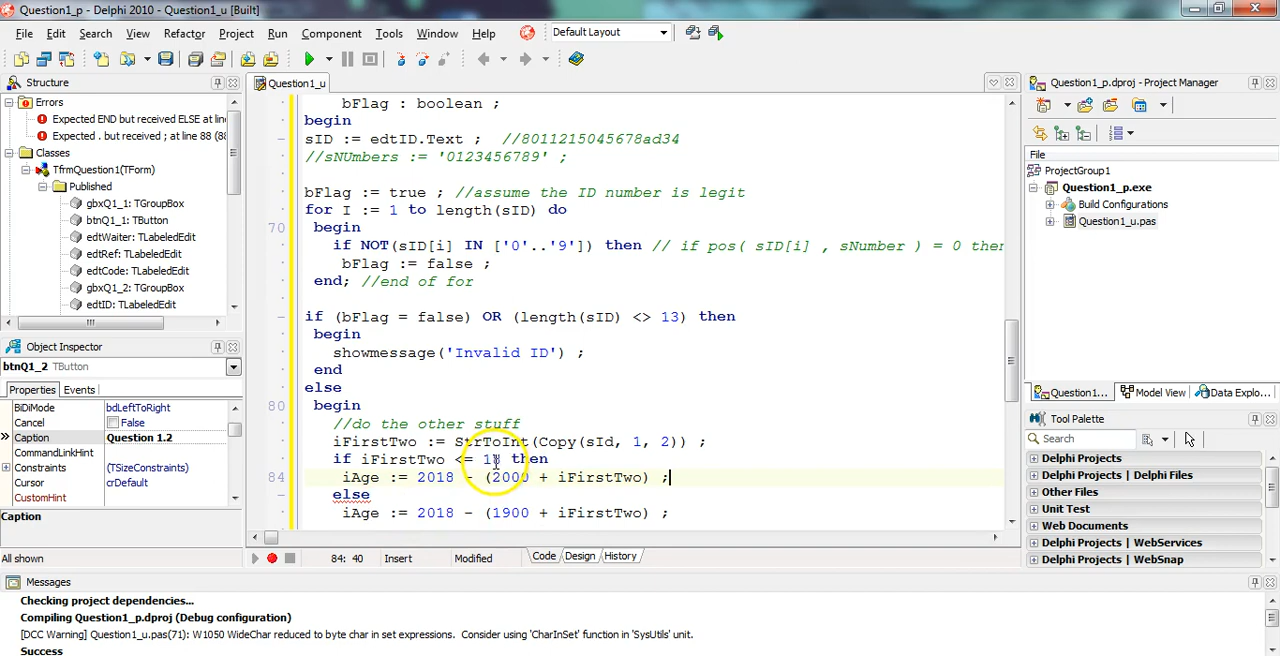 Question1_p - Delphi 2010 - Question1_u [Built]
File Edit Search View Refactor Project Run Component Tools Window Help Default Layout
Structure
Errors
Expected END but received ELSE at lin
Expected . but received ; at line 88 (8
Classes
TfrmQuestion1(TForm)
Published
gbxQ1_1: TGroupBox
btnQ1_1: TButton
edtWaiter: TLabeledEdit
edtRef: TLabeledEdit
edtCode: TLabeledEdit
gbxQ1_2: TGroupBox
edtID: TLabeledEdit
Object Inspector
btnQ1_2 TButton
Properties Events
BiDiMode bdLeftToRight
Cancel False
Caption Question 1.2
CommandLinkHint
Constraints (TSizeConstraints)
Cursor crDefault
CustomHint
Caption
All shown
Question1_u
bFlag : boolean ;
begin
sID := edtID.Text ; //8011215045678ad34
//sNUmbers := '0123456789' ;
bFlag := true ; //assume the ID number is legit
for I := 1 to length(sID) do
70 begin
if NOT(sID[i] IN ['0'..'9']) then // if pos( sID[i] , sNumber ) = 0 then
bFlag := false ;
end; //end of for
if (bFlag = false) OR (length(sID) <> 13) then
begin
showmessage('Invalid ID') ;
end
else
80 begin
//do the other stuff
iFirstTwo := StrToInt(Copy(sId, 1, 2)) ;
if iFirstTwo <= then
84 iAge := 2018 - (2000 + iFirstTwo) ;
else
iAge := 2018 - (1900 + iFirstTwo) ;
84: 40 Insert Modified Code Design History
Question1_p.dproj - Project Manager
File
ProjectGroup1
Question1_p.exe
Build Configurations
Question1_u.pas
Question1... Model View Data Explo...
Tool Palette
Search
Delphi Projects
Delphi Projects | Delphi Files
Other Files
Unit Test
Web Documents
Delphi Projects | WebServices
Delphi Projects | WebSnap
Messages
Checking project dependencies...
Compiling Question1_p.dproj (Debug configuration)
[DCC Warning] Question1_u.pas(71): W1050 WideChar reduced to byte char in set expressions. Consider using 'CharInSet' function in 'SysUtils' unit.
Success